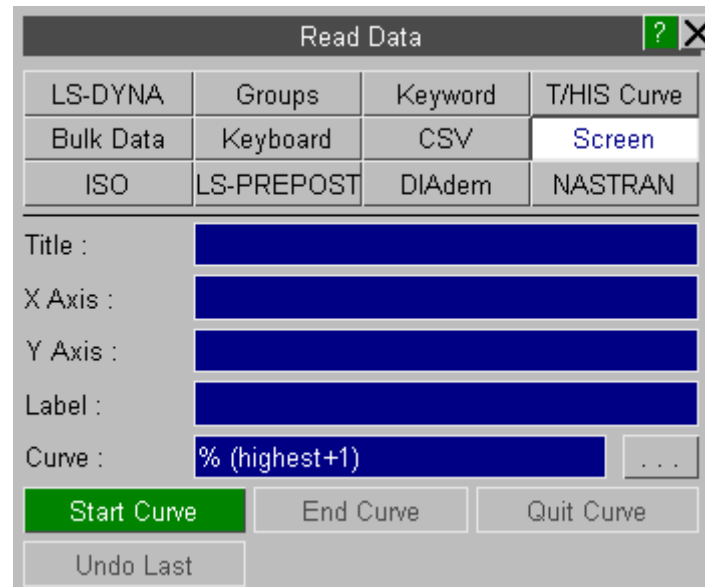 Read Data ? X
LS-DYNA Groups Keyword T/HIS Curve
Bulk Data Keyboard CSV Screen
ISO LS-PREPOST DIAdem NASTRAN
Title :
X Axis :
Y Axis :
Label :
Curve : % (highest+1) . . .
Start Curve End Curve Quit Curve
Undo Last